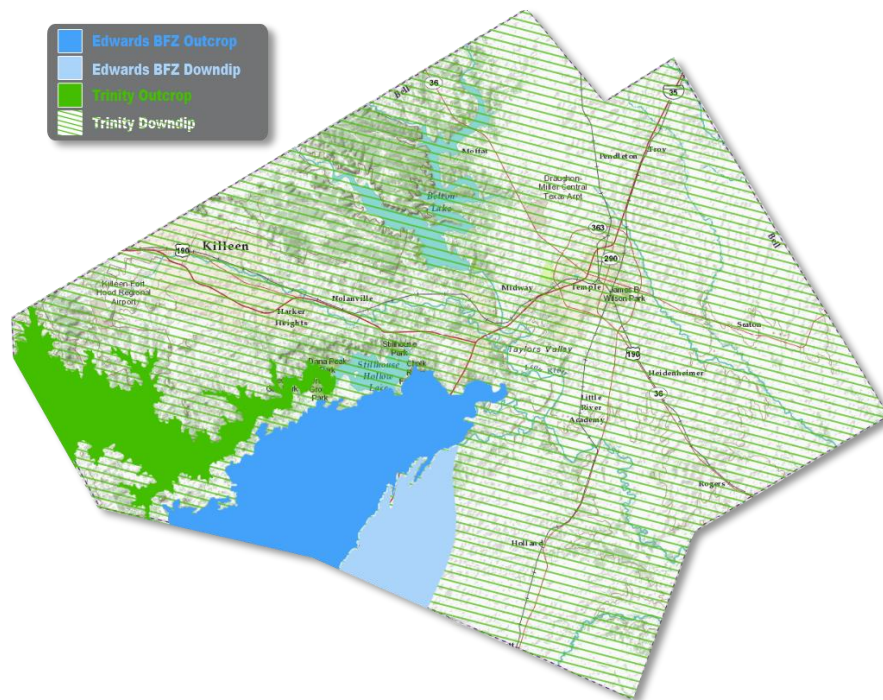 Edwards BFZ Outcrop
Edwards BFZ Downdip
Trinity Outcrop
Trinity Downdip
36
Bell
35
Moffat
Pendleton
Troy
Draughon-
Miller Central
Texas Arpt
Belton
Lake
363
Bell
190
Killeen
290
Killeen-Fort
Hood Regional
Airport
Nolanville
Midway
Temple
James B
Wilson Park
Harker
Heights
Seaton
Stillhouse
Park
Taylors Valley
190
Dana Peak
Park
Stillhouse
Hollow
Lake
Heidenheimer
36
Little
River
Academy
Rogers
Holland